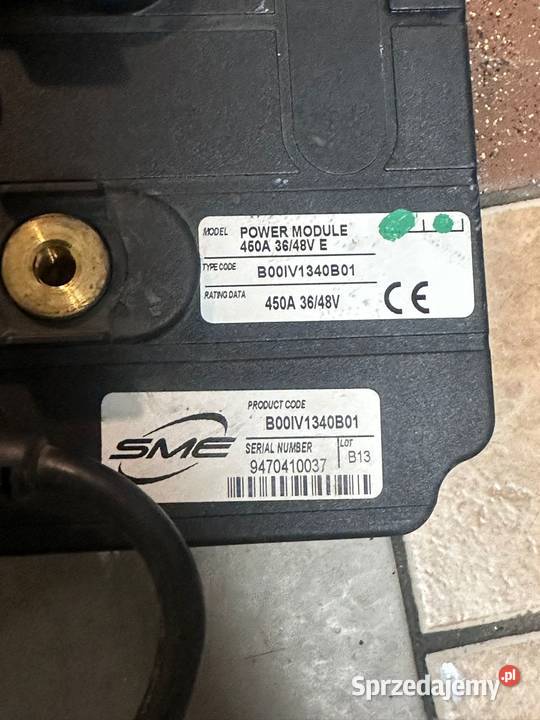 MODEL POWER MODULE
450A 36/48V E
TYPE CODE B00IV1340B01
RATING DATA 450A 36/48V
CE
PRODUCT CODE
B00IV1340B01
SME
SERIAL NUMBER LOT
9470410037 B13
Sprzedajemy.pl